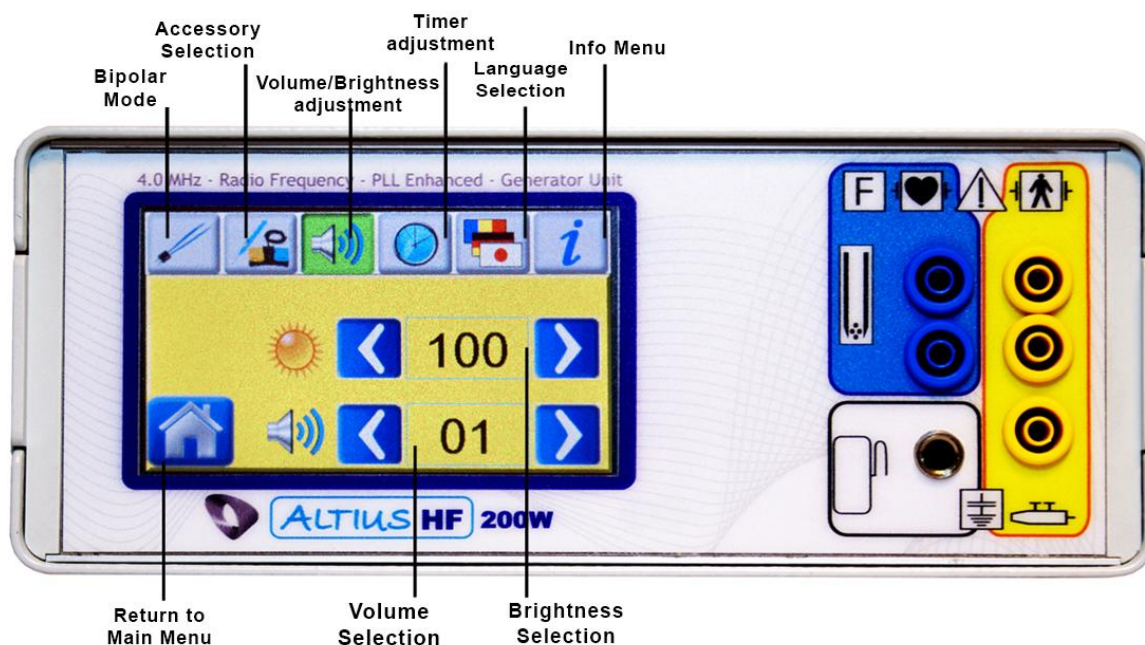 Timer
adjustment
Accessory
Selection
Info Menu
Language
Selection
Bipolar
Mode
Volume/Brightness
adjustment
4.0 MHz - Radio Frequency - PLL Enhanced - Generator Unit
F
i
100
01
ALTIUS HF 200W
Return to
Main Menu
Volume
Selection
Brightness
Selection